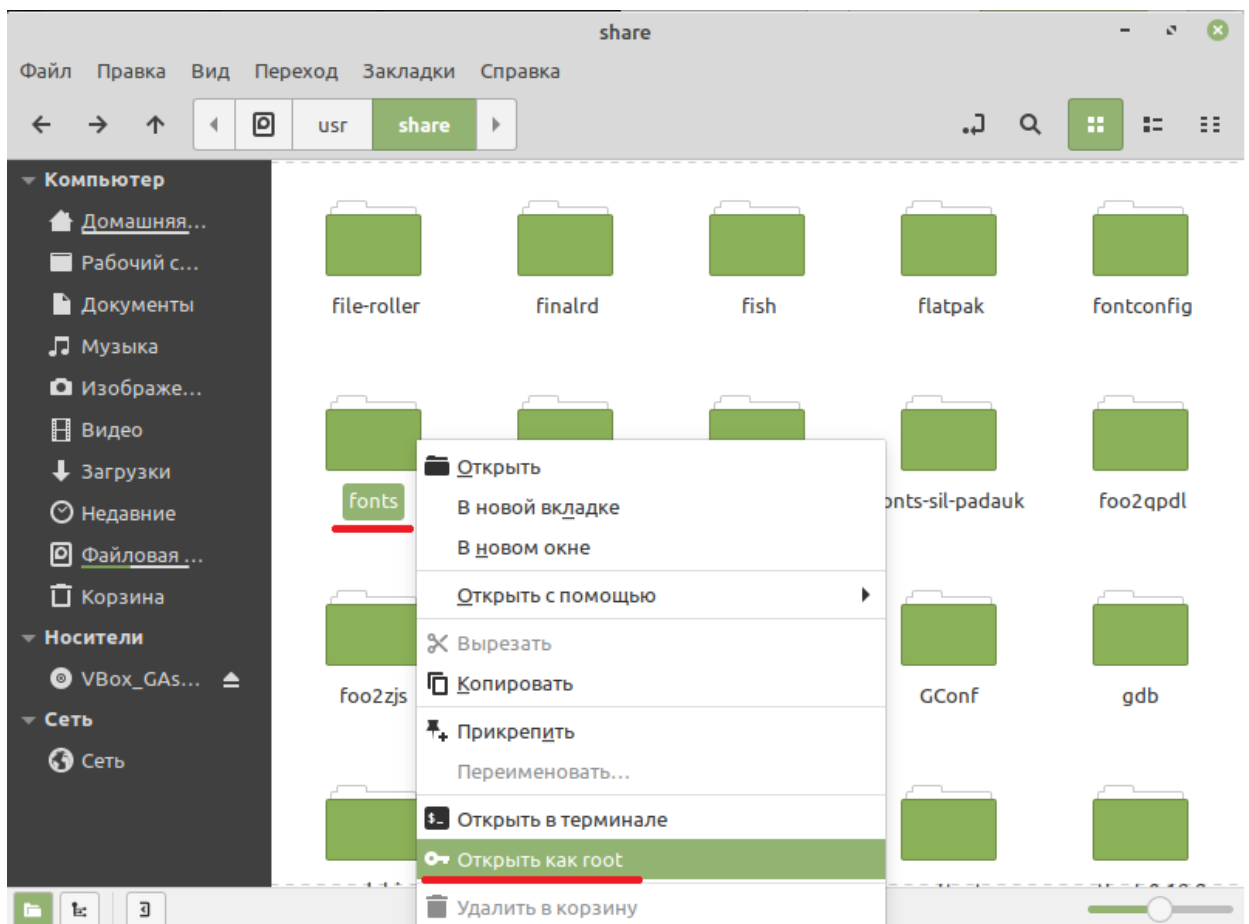 share
Файл Правка Вид Переход Закладки Справка
usr share
Компьютер
Домашняя...
Рабочий с...
Документы
Музыка
Изображе...
Видео
Загрузки
Недавние
Файловая ...
Корзина
Носители
VBox_GAs...
Сеть
Сеть
file-roller finalrd fish flatpak fontconfig
fonts onts-sil-padauk foo2qpdl
foo2zjs GConf gdb
Открыть
В новой вкладке
В новом окне
Открыть с помощью
Вырезать
Копировать
Прикрепить
Переименовать...
Открыть в терминале
Открыть как root
Удалить в корзину